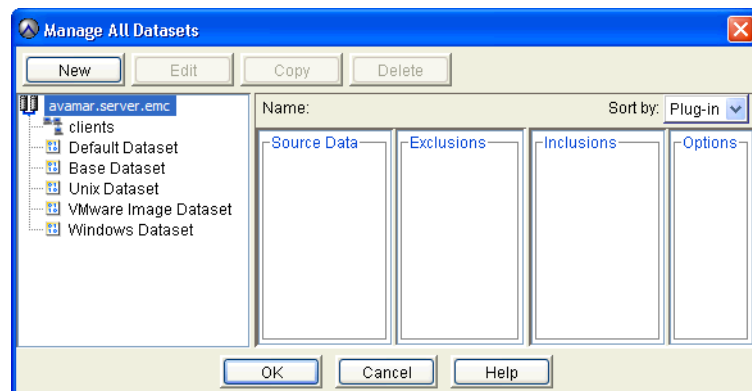 Manage All Datasets
New Edit Copy Delete
avamar.server.emc
clients
Default Dataset
Base Dataset
Unix Dataset
VMware Image Dataset
Windows Dataset
Name: Sort by: Plug-in
Source Data Exclusions Inclusions Options
OK Cancel Help